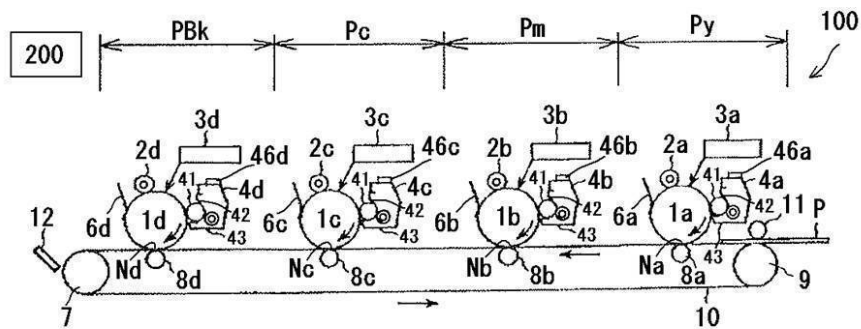 PBk Pc Pm Py 100
200
3d 3c 3b 3a
2d 46d 2c 46c 2b 46b 2a 46a
41 4d 41 4c 41 4b 41 4a
12 6d 1d 42 6c 1c 42 6b 1b 42 6a 1a 42 11 P
43 43 43 43
Nd Nc Nb Na
7 8d 8c 8b 8a 9
10